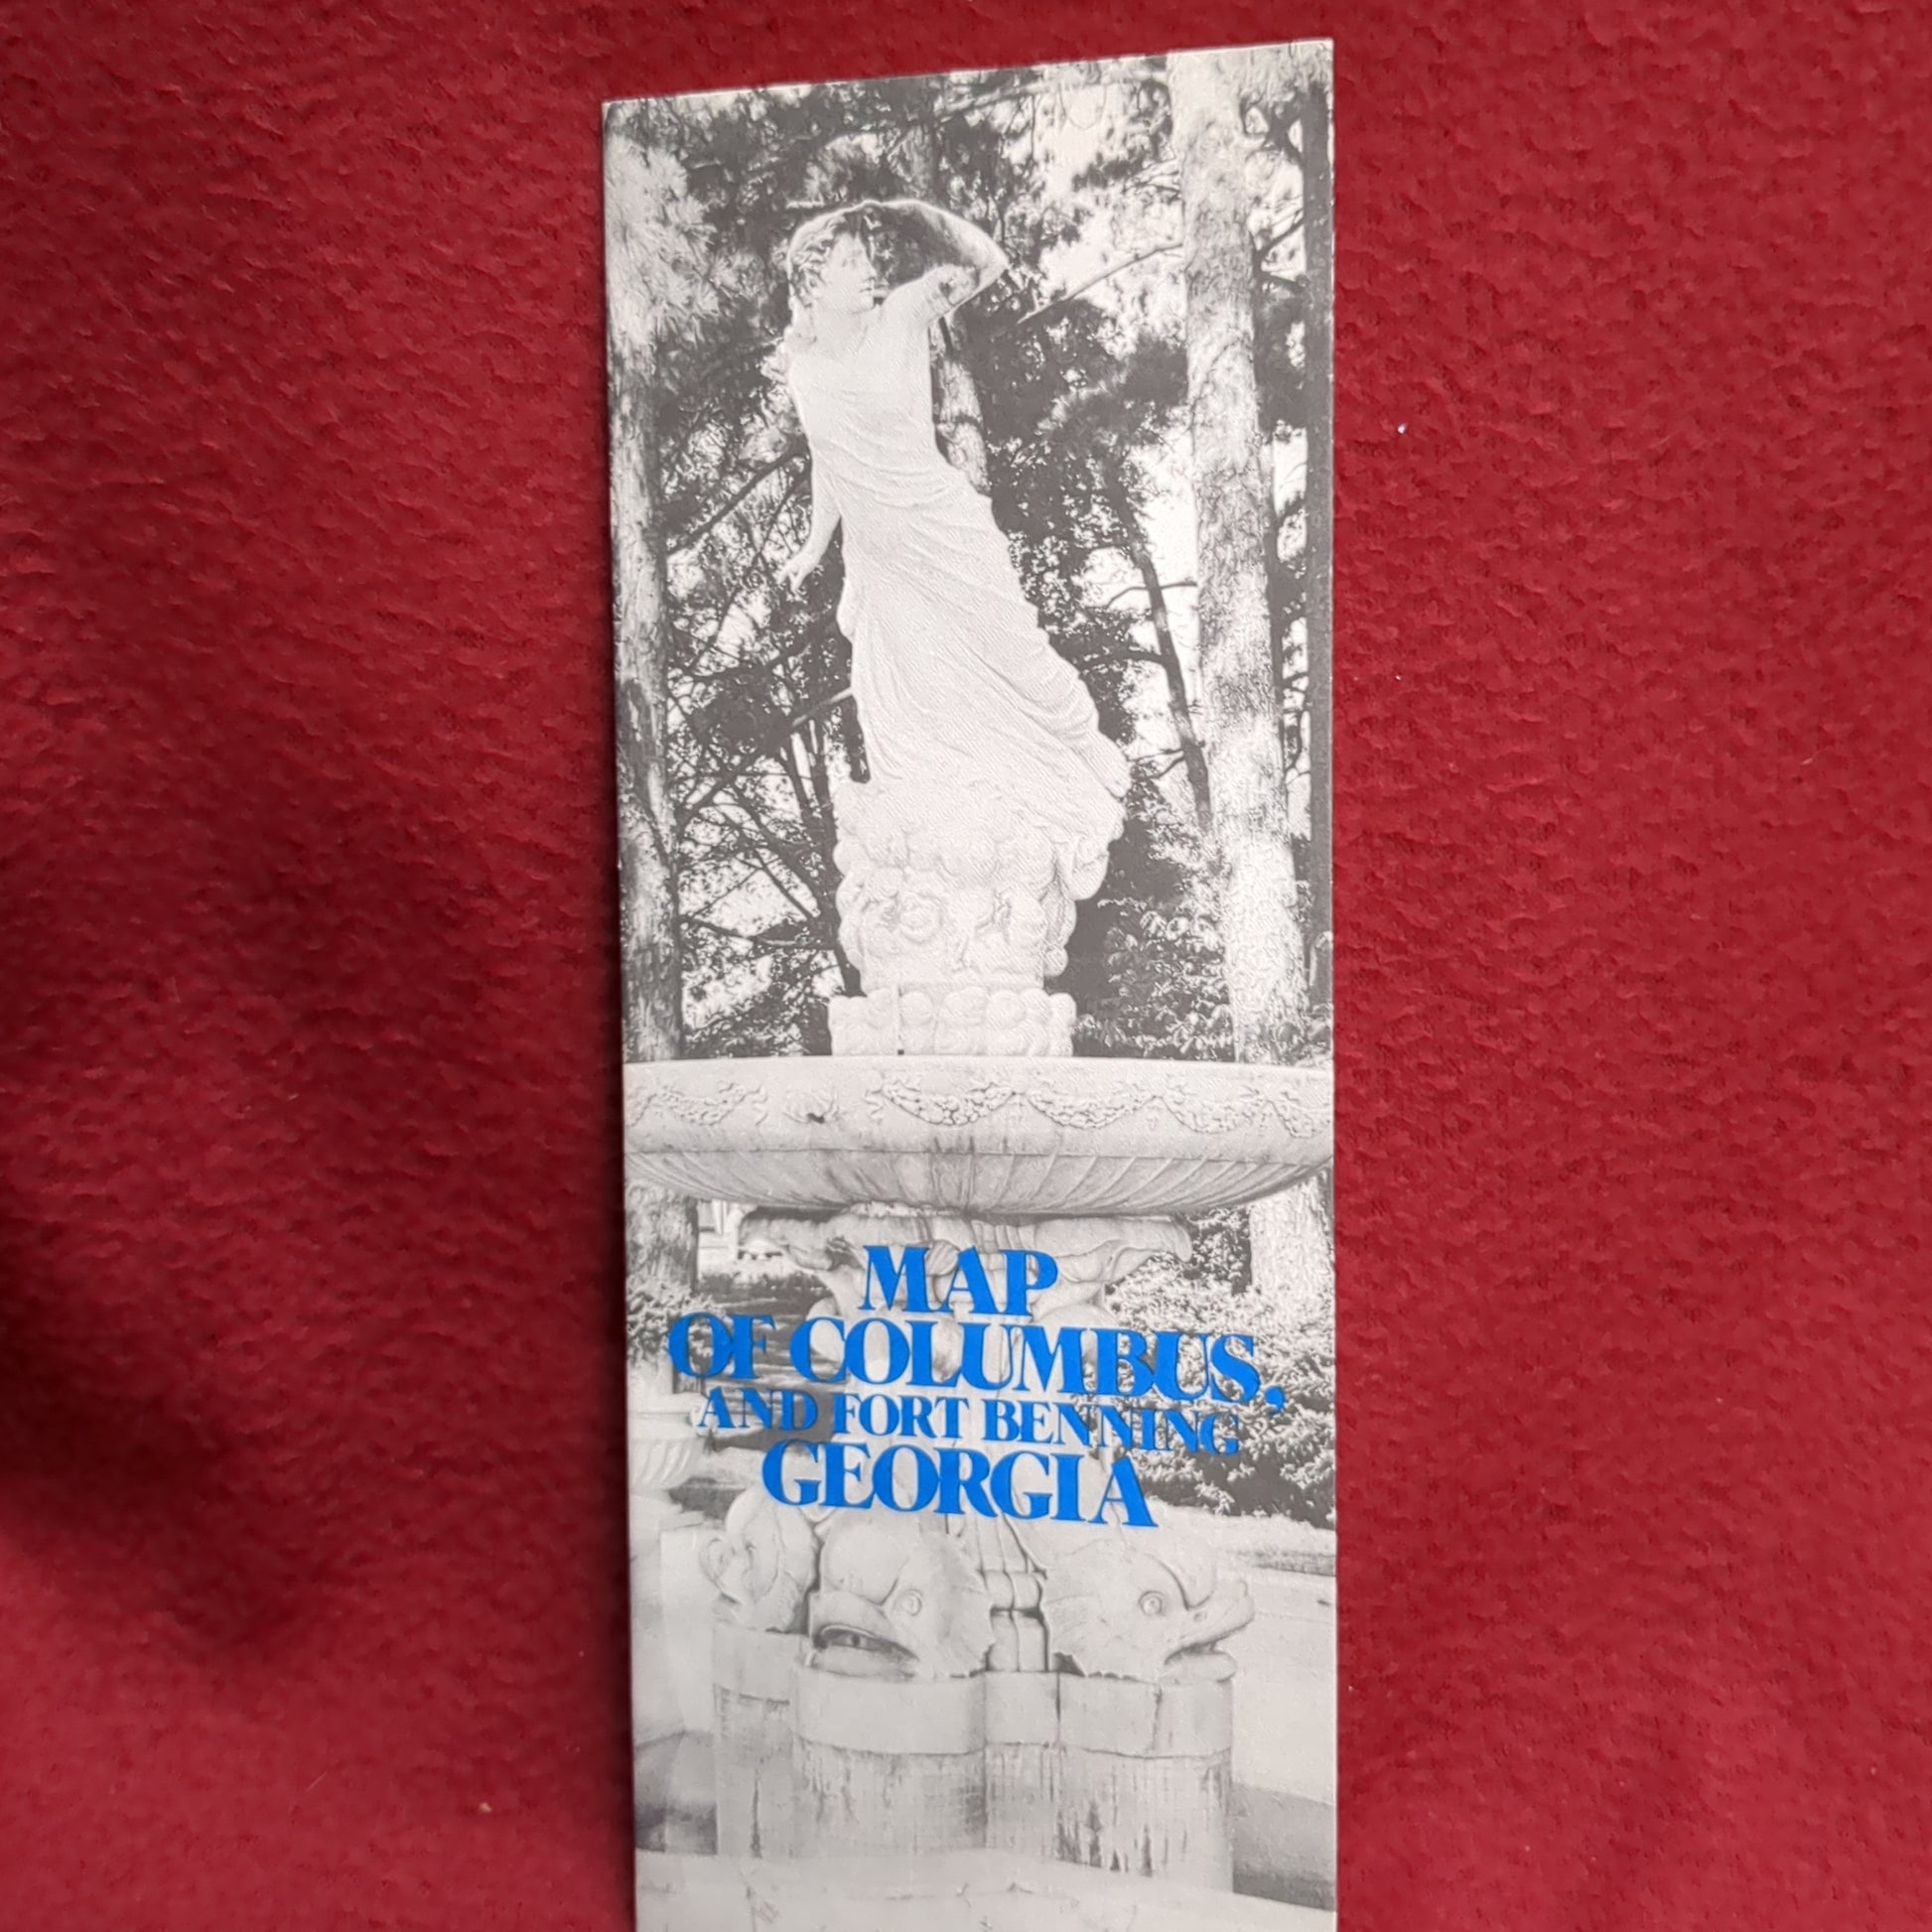 MAP
OF COLUMBUS,
AND FORT BENNING
GEORGIA